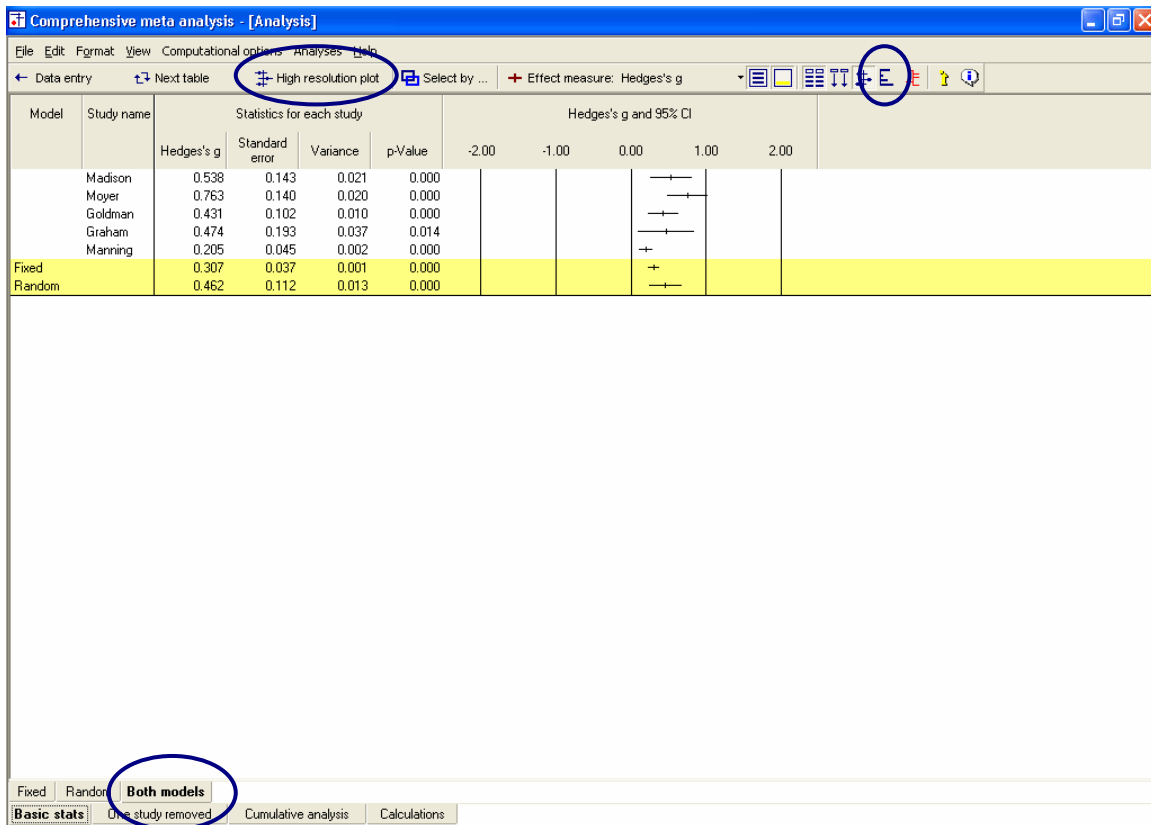 Comprehensive meta analysis - [Analysis]
File Edit Format View Computational options Analyses Help
Data entry Next table High resolution plot Select by ... Effect measure: Hedges's g
Model Study name Statistics for each study Hedges's g and 95% CI
Hedges's g Standard error Variance p-Value -2.00 -1.00 0.00 1.00 2.00
Madison 0.538 0.143 0.021 0.000
Moyer 0.763 0.140 0.020 0.000
Goldman 0.431 0.102 0.010 0.000
Graham 0.474 0.193 0.037 0.014
Manning 0.205 0.045 0.002 0.000
Fixed 0.307 0.037 0.001 0.000
Random 0.462 0.112 0.013 0.000
Fixed Random Both models
Basic stats One study removed Cumulative analysis Calculations